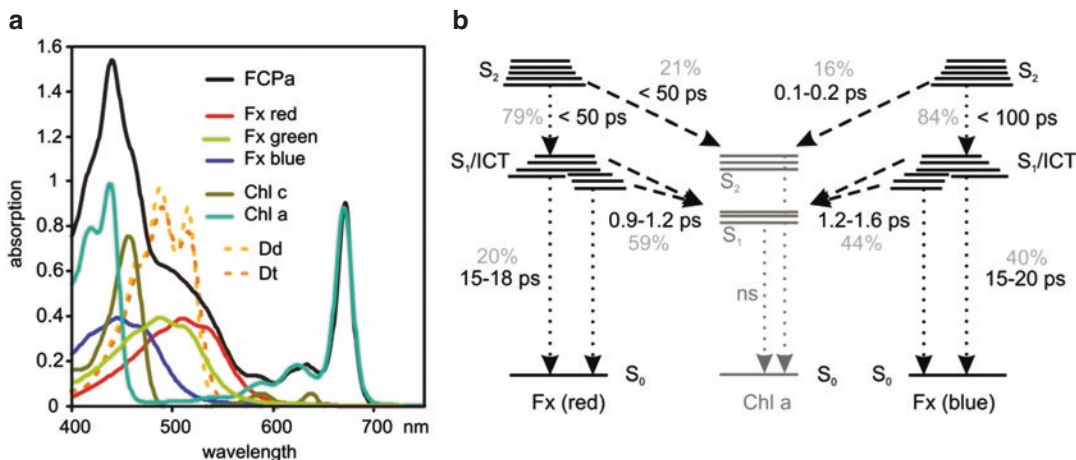 a
1.6
1.4
1.2
1
0.8
0.6
0.4
0.2
0
absorption
400
500
600
700
nm
wavelength
FCPa
Fx red
Fx green
Fx blue
Chl c
Chl a
Dd
Dt
b
S₂
21%
16%
S₂
< 50 ps
0.1-0.2 ps
79%
< 50 ps
84%
< 100 ps
S₁/ICT
S₂
S₁/ICT
S₁
0.9-1.2 ps
1.2-1.6 ps
59%
44%
20%
15-18 ps
ns
40%
15-20 ps
S₀
S₀
S₀
Fx (red)
Chl a
Fx (blue)